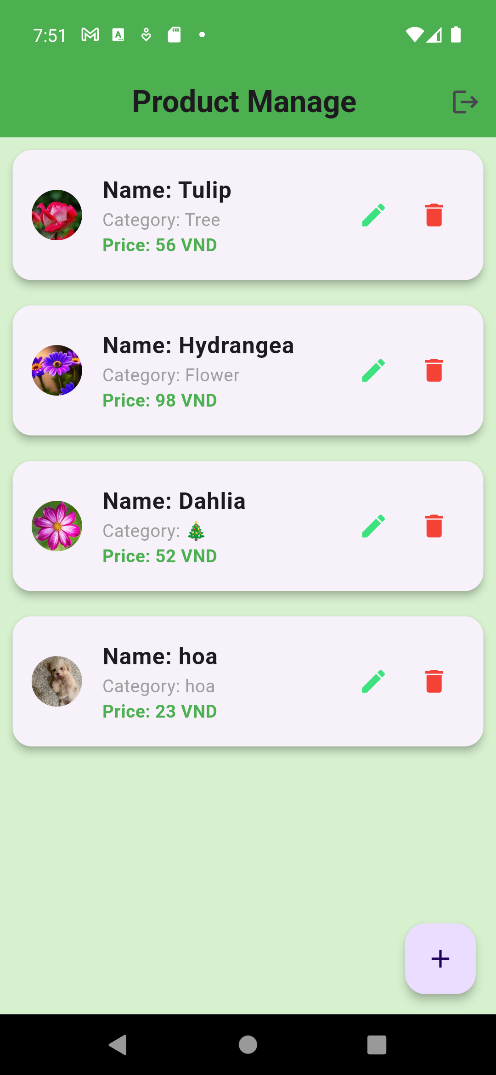 7:51
Product Manage
Name: Tulip
Category: Tree
Price: 56 VND
Name: Hydrangea
Category: Flower
Price: 98 VND
Name: Dahlia
Category: 🎄
Price: 52 VND
Name: hoa
Category: hoa
Price: 23 VND